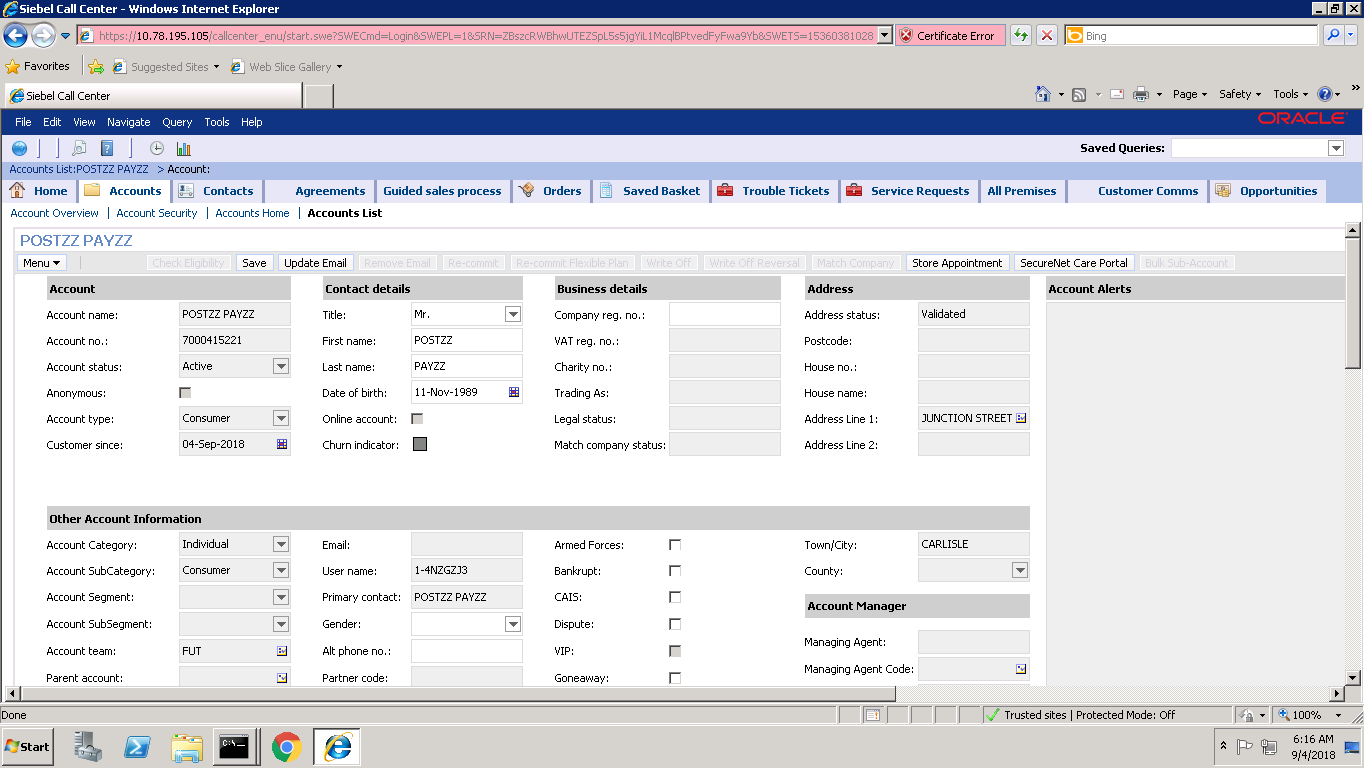 Siebel Call Center - Windows Internet Explorer
https://10.78.195.105/callcenter_enu/start.swe?SWECmd=Login&SWEPL=1&SRN=ZBszcRWBhwUTEZSpL5s5jgYiL1McqlBPtvedFyFwa9Yb&SWETS=15360381028 Certificate Error Bing
Favorites Suggested Sites Web Slice Gallery
Siebel Call Center Page Safety Tools
File Edit View Navigate Query Tools Help ORACLE
Saved Queries:
Accounts List:POSTZZ PAYZZ > Account:
Home Accounts Contacts Agreements Guided sales process Orders Saved Basket Trouble Tickets Service Requests All Premises Customer Comms Opportunities
Account Overview | Account Security | Accounts Home | Accounts List
POSTZZ PAYZZ
Menu Check Eligibility Save Update Email Remove Email Re-commit Re-commit Flexible Plan Write Off Write Off Reversal Match Company Store Appointment SecureNet Care Portal Bulk Sub-Account
Account Contact details Business details Address Account Alerts
Account name: POSTZZ PAYZZ Title: Mr. Company reg. no.: Address status: Validated
Account no.: 7000415221 First name: POSTZZ VAT reg. no.: Postcode:
Account status: Active Last name: PAYZZ Charity no.: House no.:
Anonymous: Date of birth: 11-Nov-1989 Trading As: House name:
Account type: Consumer Online account: Legal status: Address Line 1: JUNCTION STREET
Customer since: 04-Sep-2018 Churn indicator: Match company status: Address Line 2:
Other Account Information
Account Category: Individual Email: Armed Forces: Town/City: CARLISLE
Account SubCategory: Consumer User name: 1-4NZGZJ3 Bankrupt: County:
Account Segment: Primary contact: POSTZZ PAYZZ CAIS: Account Manager
Account SubSegment: Gender: Dispute:
Account team: FUT Alt phone no.: VIP: Managing Agent:
Parent account: Partner code: Goneaway: Managing Agent Code:
Done Trusted sites | Protected Mode: Off 100%
Start C:\ 6:16 AM
9/4/2018